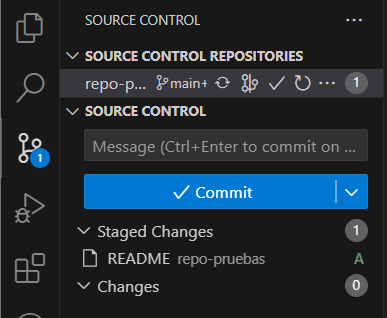 SOURCE CONTROL
SOURCE CONTROL REPOSITORIES
repo-p... main+ 1
SOURCE CONTROL
1
Message (Ctrl+Enter to commit on ...
Commit
Staged Changes 1
README repo-pruebas A
Changes 0